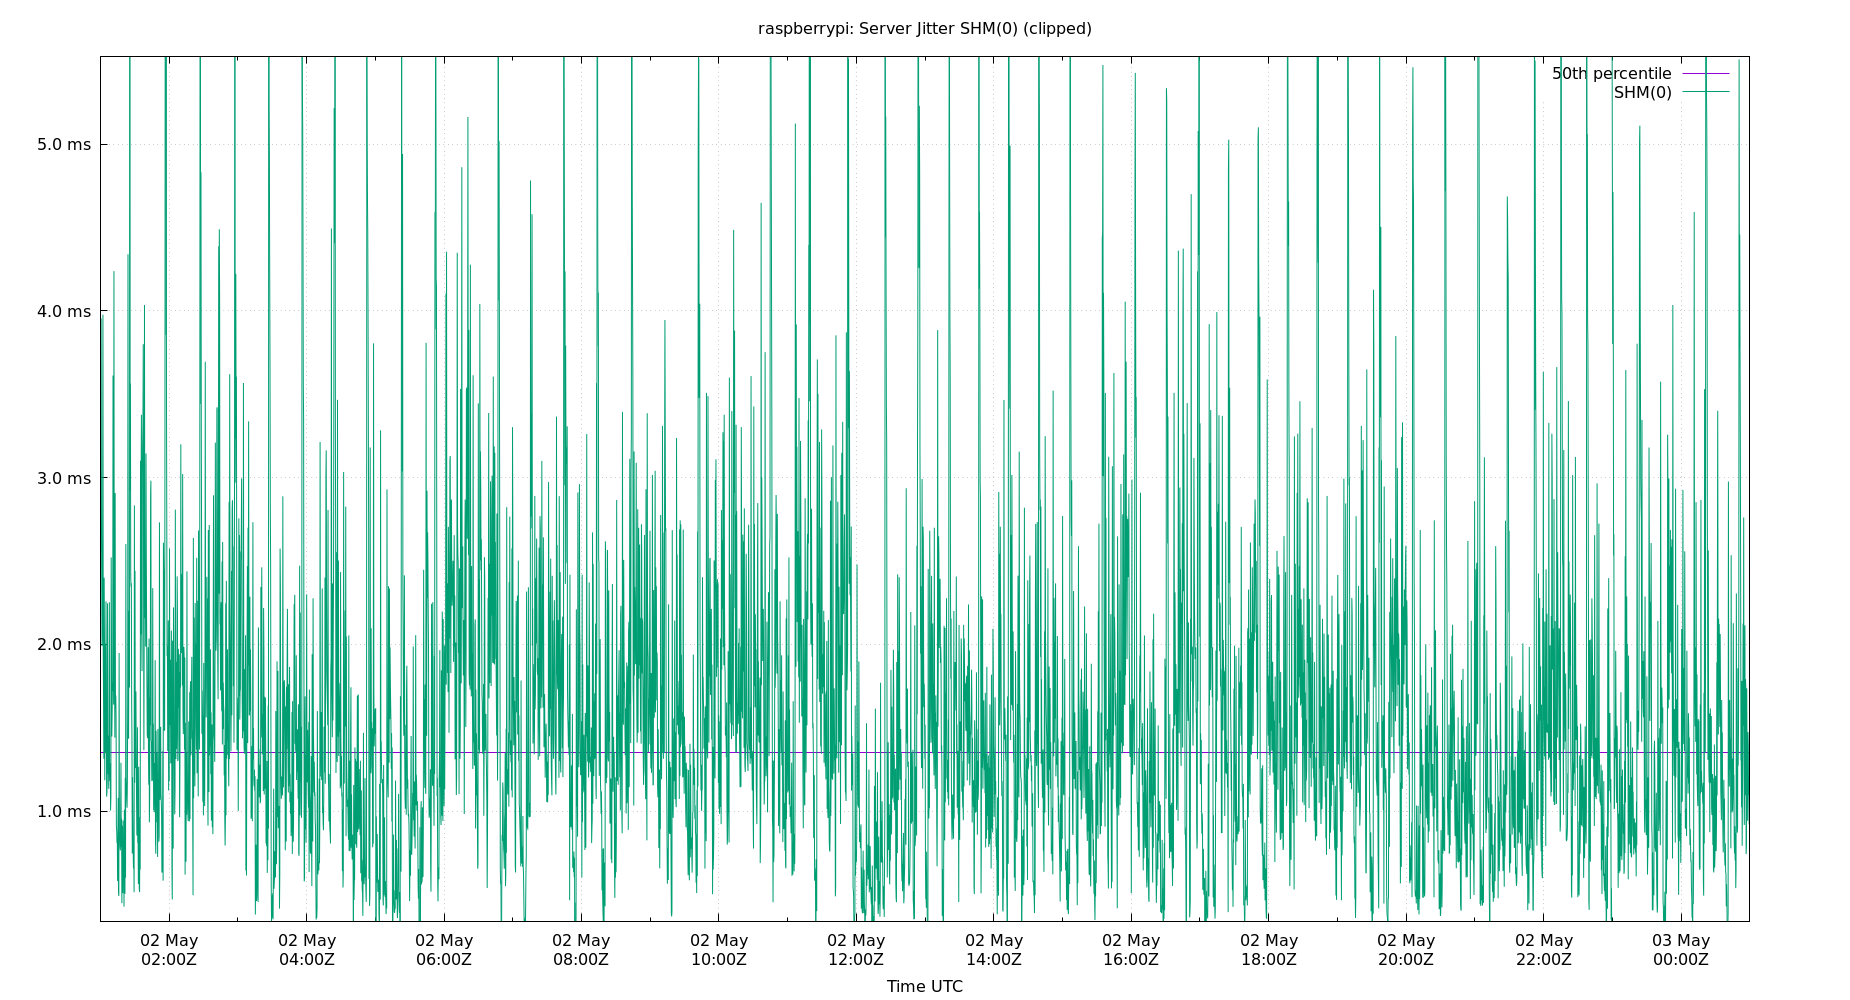 raspberrypi: Server Jitter SHM(0) (clipped)
50th percentile
SHM(0)
5.0 ms
4.0 ms
3.0 ms
2.0 ms
1.0 ms
02 May 02 May 02 May 02 May 02 May 02 May 02 May 02 May 02 May 02 May 02 May 03 May
02:00Z 04:00Z 06:00Z 08:00Z 10:00Z 12:00Z 14:00Z 16:00Z 18:00Z 20:00Z 22:00Z 00:00Z
Time UTC